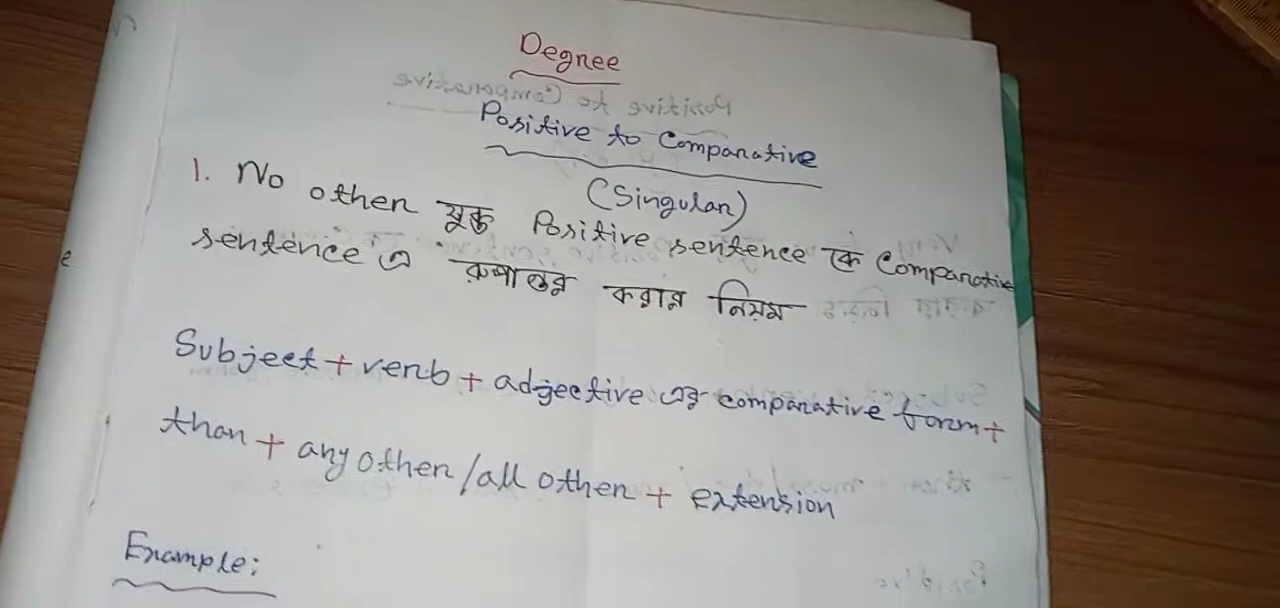 Degree
Positive to Comparative
(Singular)
1. No other যুক্ত Positive sentence কে Comparative
sentence এ রুপান্তর করার নিয়ম
Subject + verb + adjective এর comparative form +
than + any other / all other + extension
Example: